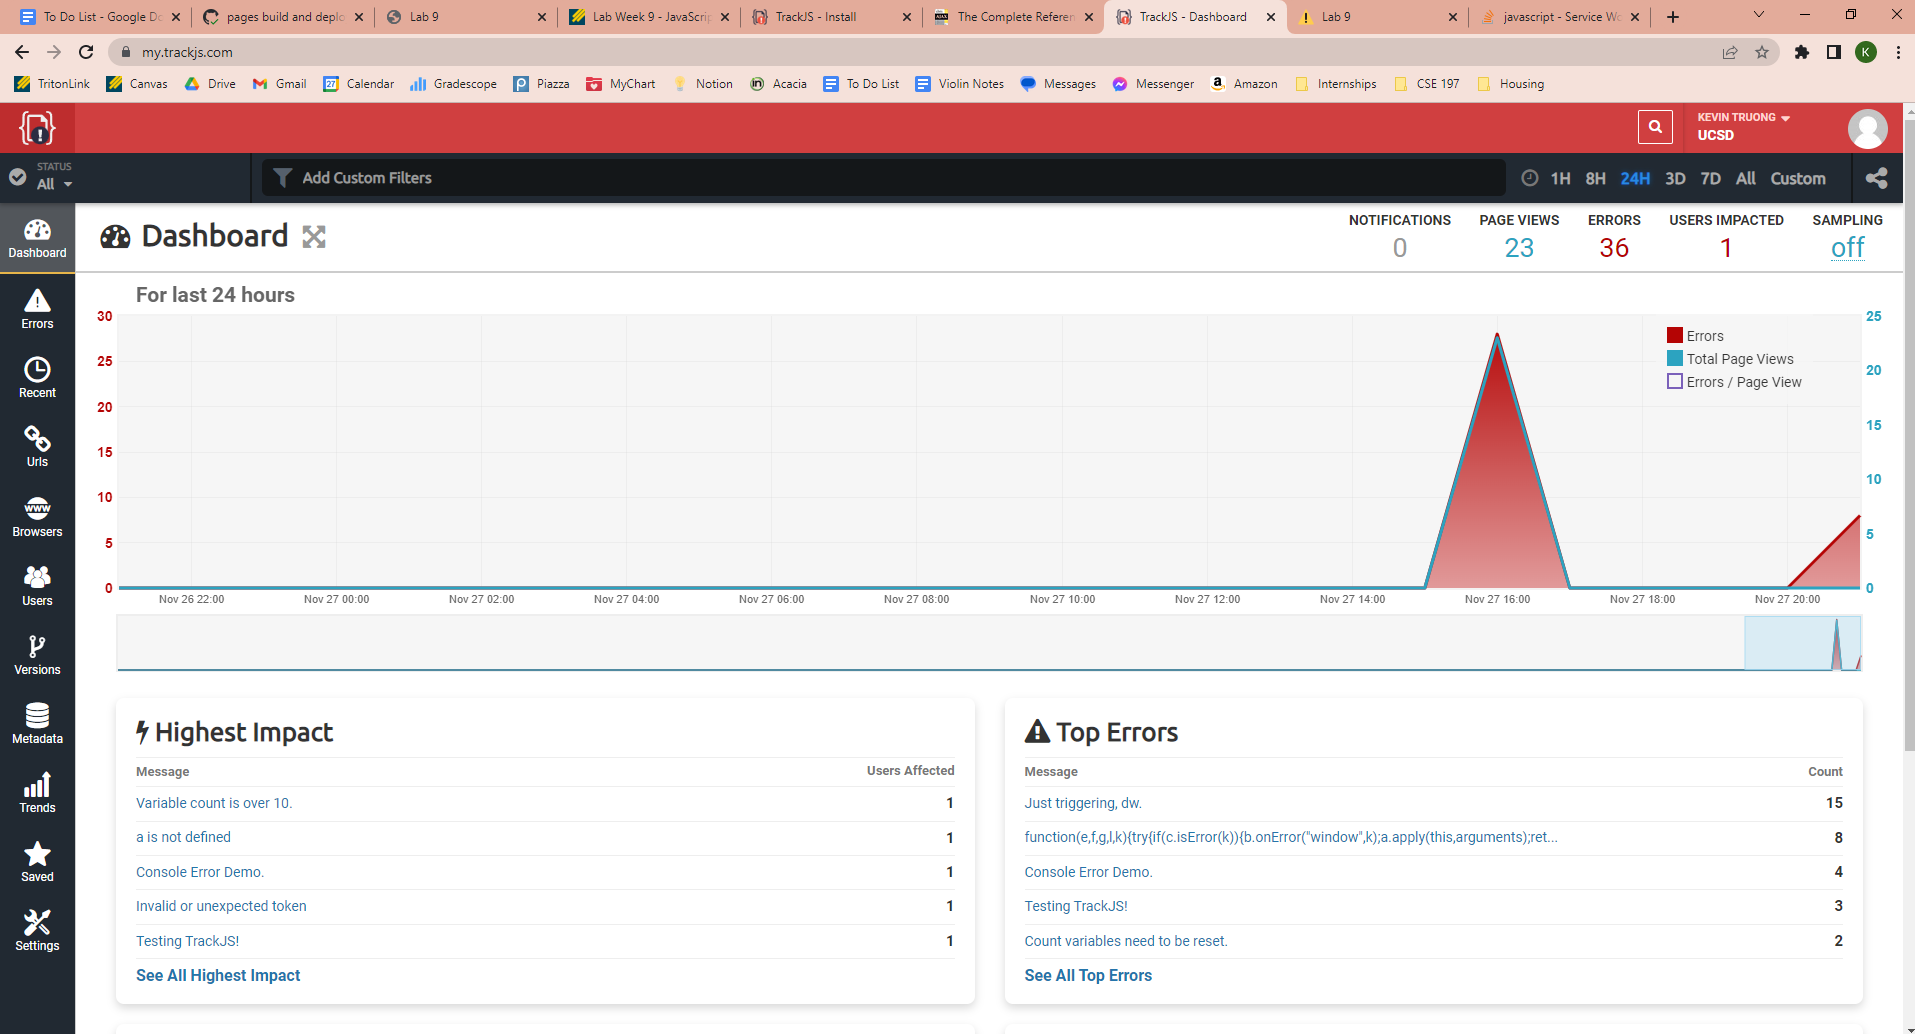 To Do List - Google Do
pages build and deplo
Lab 9
Lab Week 9 - JavaScrip
TrackJS - Install
The Complete Referen
TrackJS - Dashboard
Lab 9
javascript - Service Wo
my.trackjs.com
K
TritonLink
Canvas
Drive
Gmail
27
Calendar
Gradescope
Piazza
MyChart
Notion
Acacia
To Do List
Violin Notes
Messages
Messenger
Amazon
Internships
CSE 197
Housing
KEVIN TRUONG
UCSD
STATUS
All
Add Custom Filters
1H 8H 24H 3D 7D All Custom
Dashboard
Errors
Recent
Urls
WWW
Browsers
Users
Versions
Metadata
Trends
Saved
Settings
Dashboard
NOTIFICATIONS
0
PAGE VIEWS
23
ERRORS
36
USERS IMPACTED
1
SAMPLING
off
For last 24 hours
30
25
20
15
10
5
0
25
20
15
10
5
0
Errors
Total Page Views
Errors / Page View
Nov 26 22:00
Nov 27 00:00
Nov 27 02:00
Nov 27 04:00
Nov 27 06:00
Nov 27 08:00
Nov 27 10:00
Nov 27 12:00
Nov 27 14:00
Nov 27 16:00
Nov 27 18:00
Nov 27 20:00
Highest Impact
Message Users Affected
Variable count is over 10. 1
a is not defined 1
Console Error Demo. 1
Invalid or unexpected token 1
Testing TrackJS! 1
See All Highest Impact
Top Errors
Message Count
Just triggering, dw. 15
function(e,f,g,l,k){try{if(c.isError(k)){b.onError("window",k);a.apply(this,arguments);ret... 8
Console Error Demo. 4
Testing TrackJS! 3
Count variables need to be reset. 2
See All Top Errors